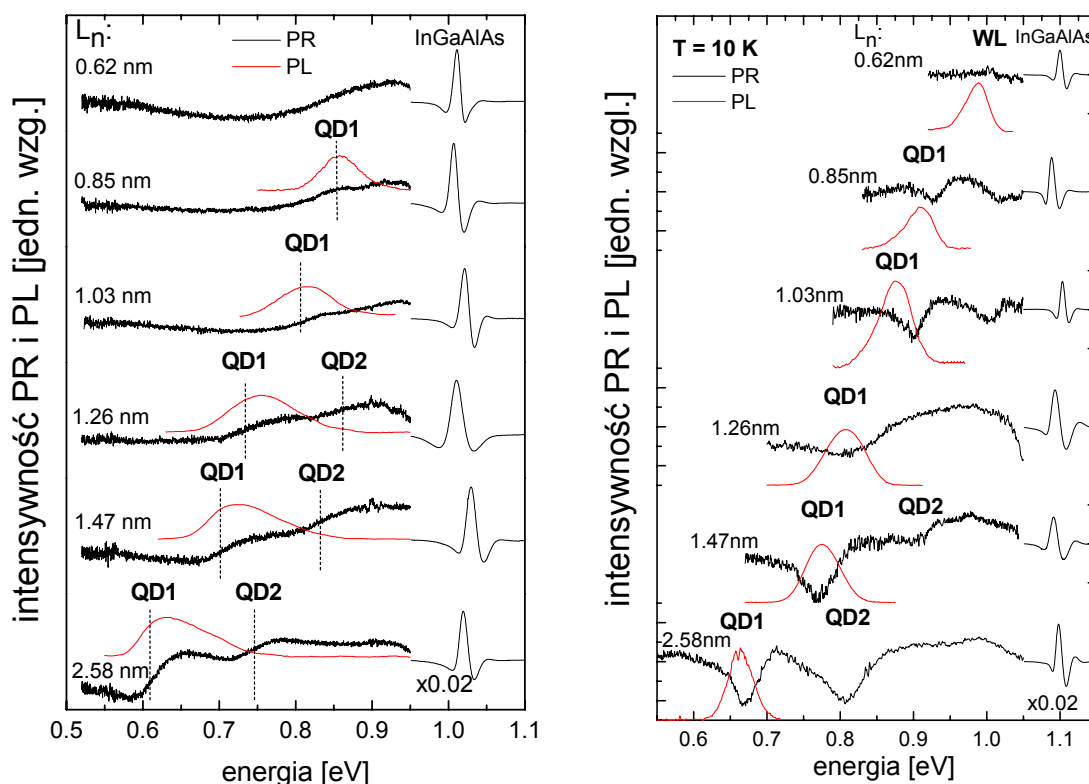 Lₙ:
PR
PL
InGaAlAs
0.62 nm
QD1
0.85 nm
QD1
1.03 nm
QD1
QD2
1.26 nm
QD1
QD2
1.47 nm
QD1
QD2
2.58 nm
x0.02
0.5 0.6 0.7 0.8 0.9 1.0 1.1
energia [eV]
intensywność PR i PL [jedn. wzgl.]
T = 10 K
PR
PL
Lₙ:
WL
InGaAlAs
0.62nm
QD1
0.85nm
QD1
1.03nm
QD1
1.26nm
QD1
QD2
1.47nm
QD1
QD2
2.58nm
x0.02
0.6 0.7 0.8 0.9 1.0 1.1
energia [eV]
intensywność PR i PL [jedn. wzgl.]